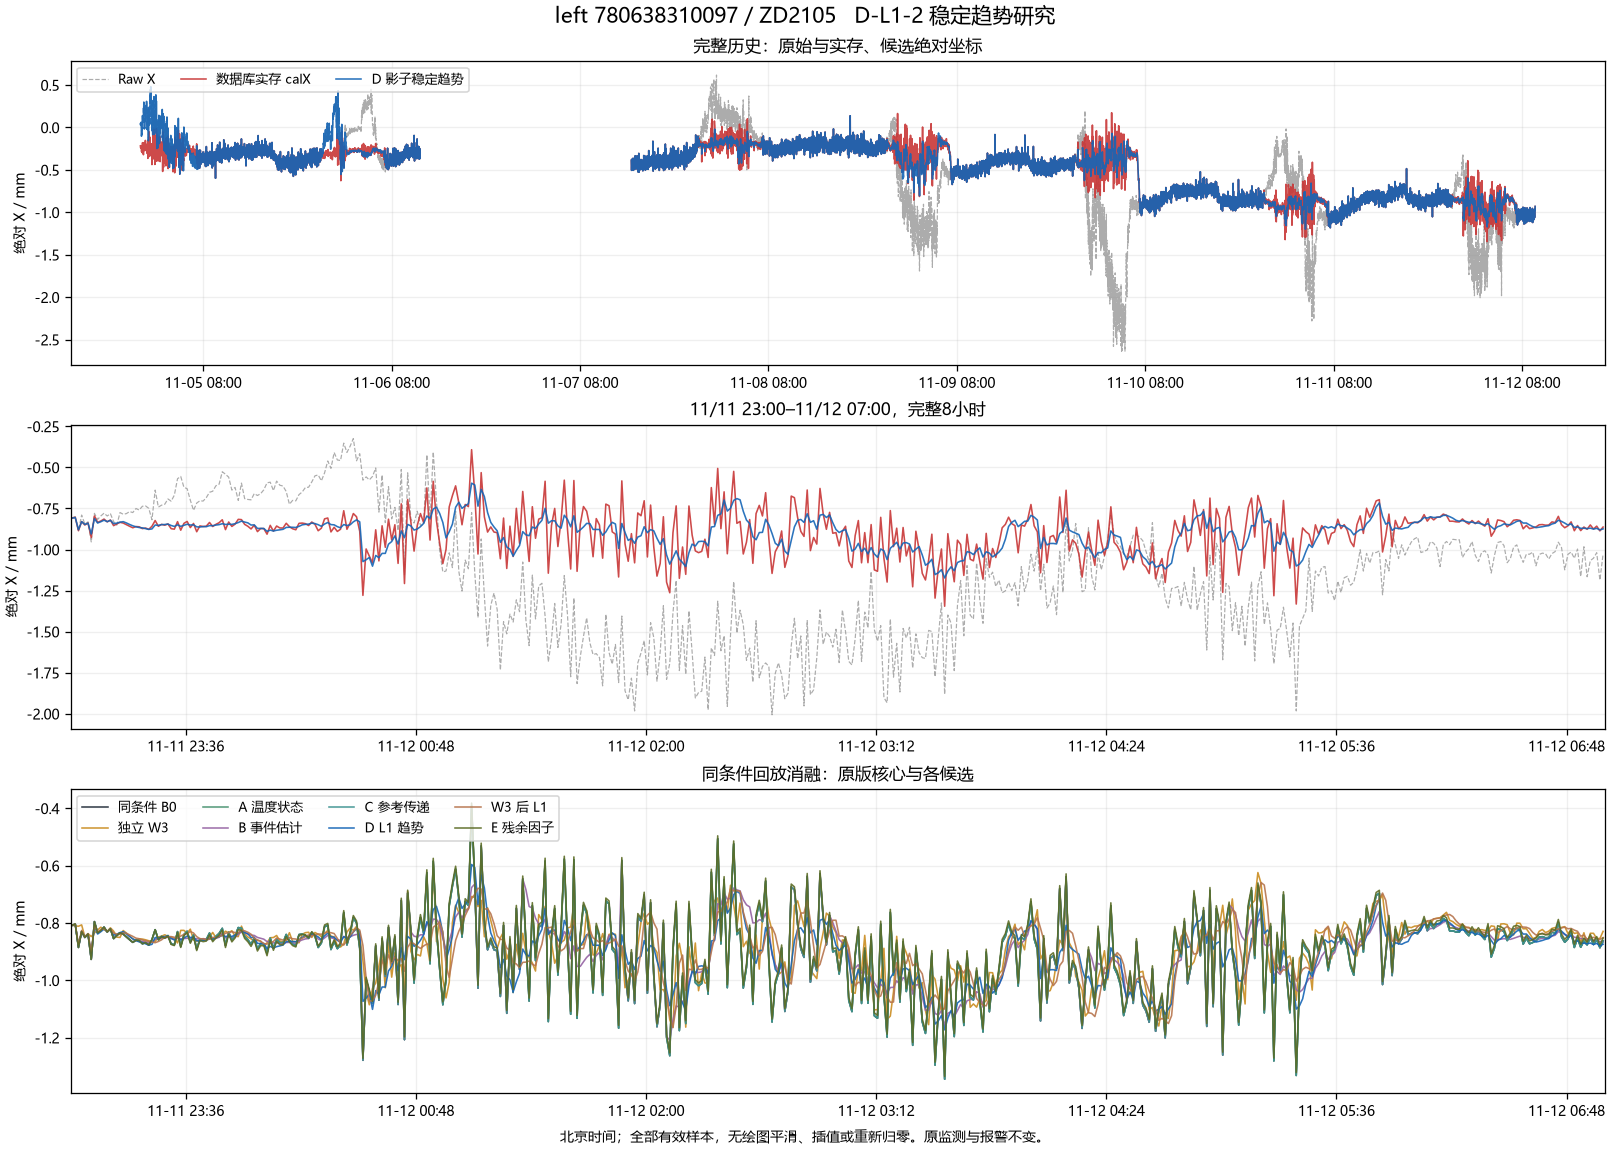 left 780638310097 / ZD2105   D-L1-2 稳定趋势研究
完整历史：原始与实存、候选绝对坐标
Raw X
数据库实存 calX
D 影子稳定趋势
绝对 X / mm
0.5
0.0
-0.5
-1.0
-1.5
-2.0
-2.5
11-05 08:00
11-06 08:00
11-07 08:00
11-08 08:00
11-09 08:00
11-10 08:00
11-11 08:00
11-12 08:00
11/11 23:00–11/12 07:00，完整8小时
绝对 X / mm
-0.25
-0.50
-0.75
-1.00
-1.25
-1.50
-1.75
-2.00
11-11 23:36
11-12 00:48
11-12 02:00
11-12 03:12
11-12 04:24
11-12 05:36
11-12 06:48
同条件回放消融：原版核心与各候选
同条件 B0
A 温度状态
C 参考传递
W3 后 L1
独立 W3
B 事件估计
D L1 趋势
E 残余因子
绝对 X / mm
-0.4
-0.6
-0.8
-1.0
-1.2
11-11 23:36
11-12 00:48
11-12 02:00
11-12 03:12
11-12 04:24
11-12 05:36
11-12 06:48
北京时间；全部有效样本，无绘图平滑、插值或重新归零。原监测与报警不变。